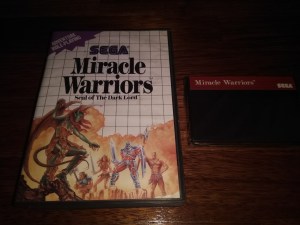 SEGA
Miracle
Warriors
Seal of The Dark Lord
Miracle Warriors
SEGA